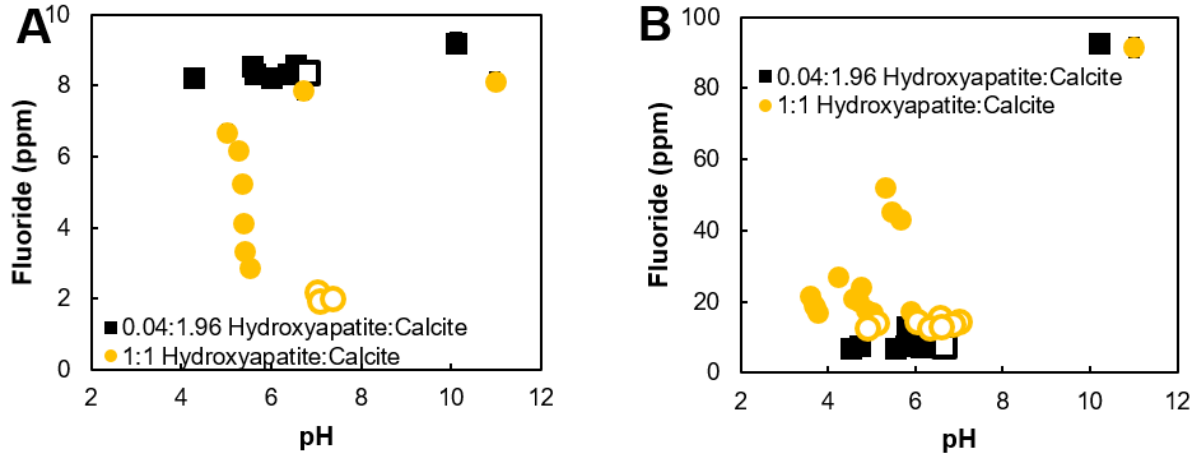 A
10
8
6
4
2
0
Fluoride (ppm)
0.04:1.96 Hydroxyapatite:Calcite
1:1 Hydroxyapatite:Calcite
2 4 6 8 10 12
pH
B
100
80
60
40
20
0
Fluoride (ppm)
0.04:1.96 Hydroxyapatite:Calcite
1:1 Hydroxyapatite:Calcite
2 4 6 8 10 12
pH